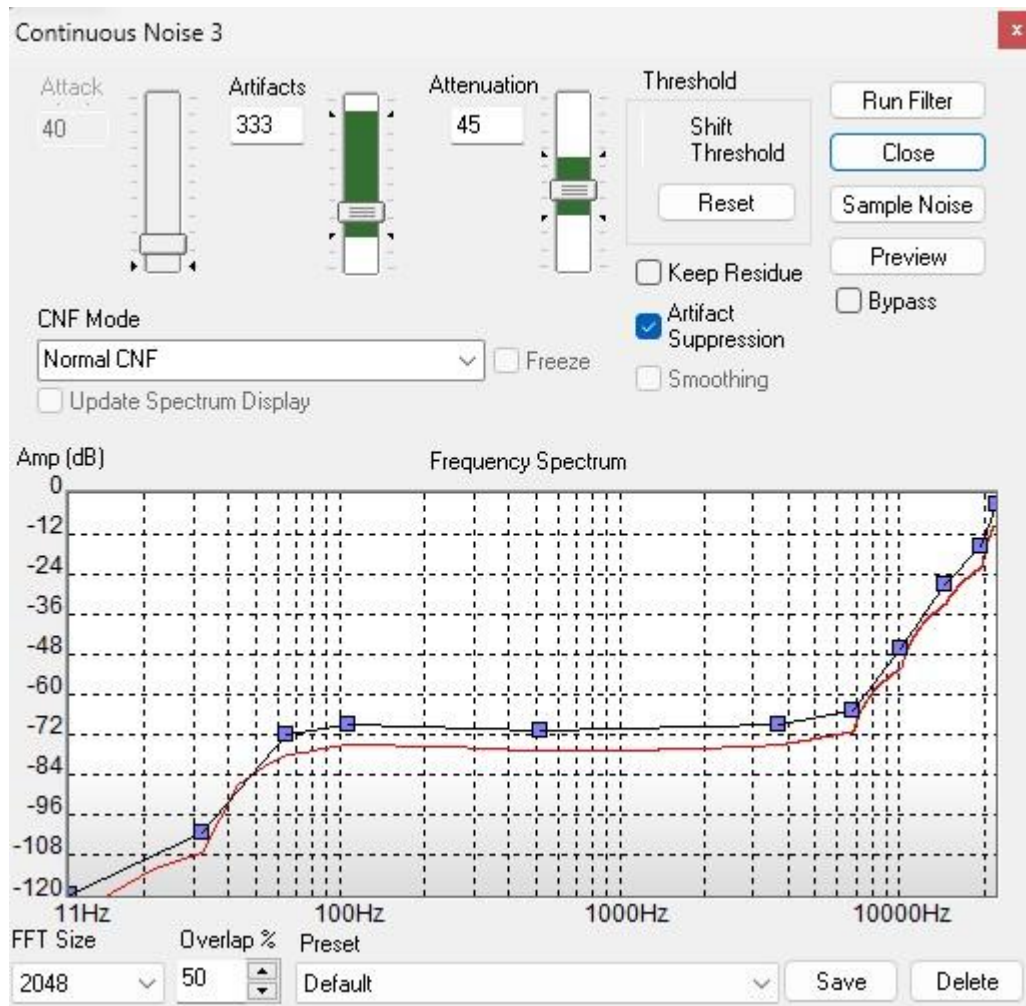 Continuous Noise 3
x
Attack
40
Artifacts
333
Attenuation
45
Threshold
Shift
Threshold
Reset
Run Filter
Close
Sample Noise
Preview
Bypass
Keep Residue
Artifact
Suppression
Smoothing
CNF Mode
Normal CNF
Freeze
Update Spectrum Display
Amp (dB)
Frequency Spectrum
0
-12
-24
-36
-48
-60
-72
-84
-96
-108
-120
11Hz
100Hz
1000Hz
10000Hz
FFT Size
2048
Overlap %
50
Preset
Default
Save
Delete